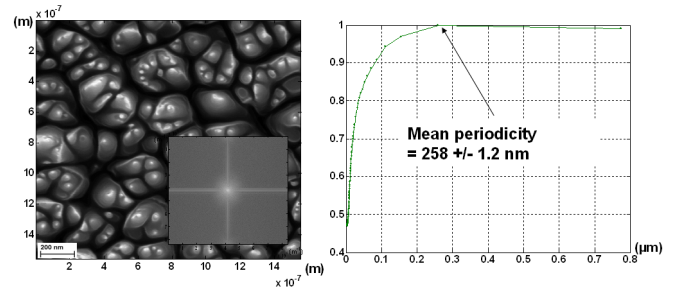 (m) x 10⁻⁷
2
4
6
8
10
12
14
200 nm
2 4 6 8 10 12 14 (m)
x 10⁻⁷
1
0.9
0.8
0.7
0.6
0.5
0.4
Mean periodicity
= 258 +/- 1.2 nm
0 0.1 0.2 0.3 0.4 0.5 0.6 0.7 0.8
(µm)